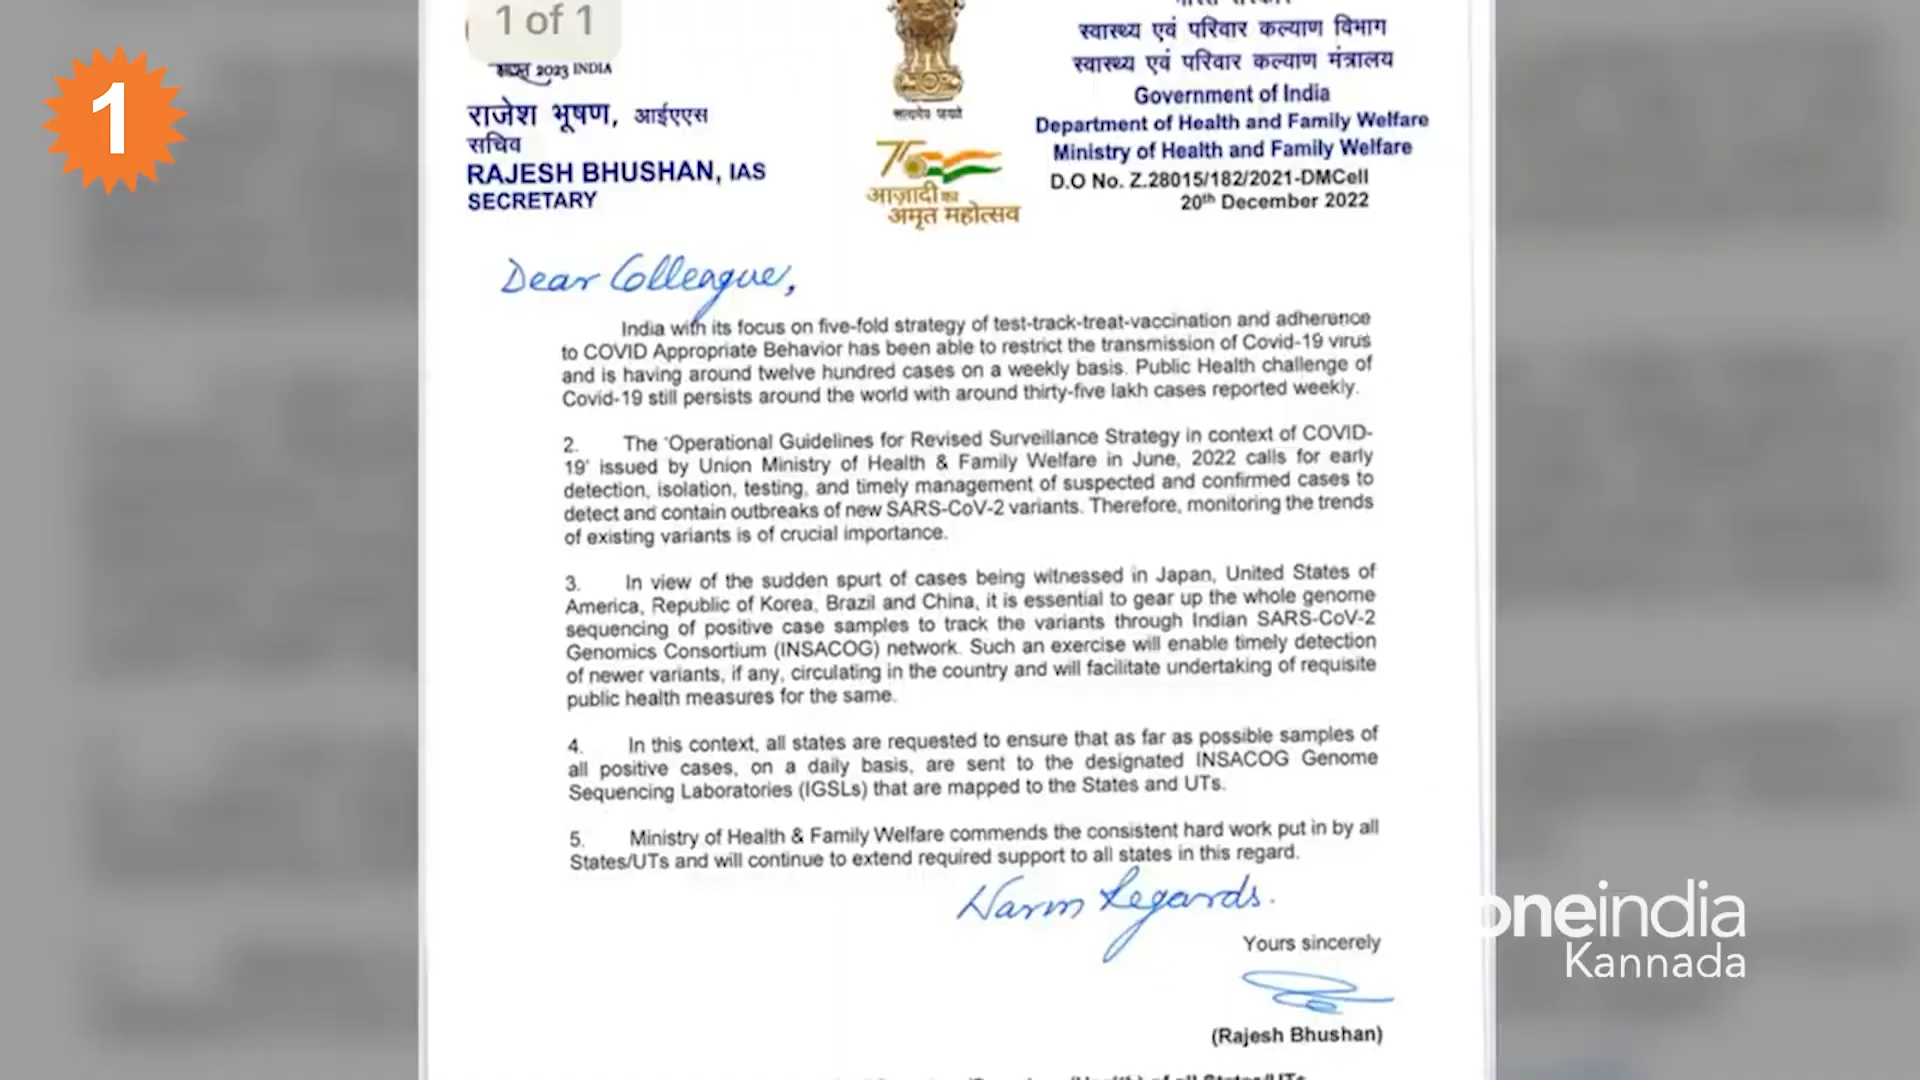 1
1 of 1
2023 INDIA
राजेश भूषण, आईएएस
सचिव
RAJESH BHUSHAN, IAS
SECRETARY
सत्यमेव जयते
आज़ादी का
अमृत महोत्सव
स्वास्थ्य एवं परिवार कल्याण विभाग
स्वास्थ्य एवं परिवार कल्याण मंत्रालय
Government of India
Department of Health and Family Welfare
Ministry of Health and Family Welfare
D.O No. Z.28015/182/2021-DMCell
20th December 2022
Dear Colleague,
India with its focus on five-fold strategy of test-track-treat-vaccination and adherence
to COVID Appropriate Behavior has been able to restrict the transmission of Covid-19 virus
and is having around twelve hundred cases on a weekly basis. Public Health challenge of
Covid-19 still persists around the world with around thirty-five lakh cases reported weekly.
2. The 'Operational Guidelines for Revised Surveillance Strategy in context of COVID-
19' issued by Union Ministry of Health & Family Welfare in June, 2022 calls for early
detection, isolation, testing, and timely management of suspected and confirmed cases to
detect and contain outbreaks of new SARS-CoV-2 variants. Therefore, monitoring the trends
of existing variants is of crucial importance.
3. In view of the sudden spurt of cases being witnessed in Japan, United States of
America, Republic of Korea, Brazil and China, it is essential to gear up the whole genome
sequencing of positive case samples to track the variants through Indian SARS-CoV-2
Genomics Consortium (INSACOG) network. Such an exercise will enable timely detection
of newer variants, if any, circulating in the country and will facilitate undertaking of requisite
public health measures for the same.
4. In this context, all states are requested to ensure that as far as possible samples of
all positive cases, on a daily basis, are sent to the designated INSACOG Genome
Sequencing Laboratories (IGSLs) that are mapped to the States and UTs.
5. Ministry of Health & Family Welfare commends the consistent hard work put in by all
States/UTs and will continue to extend required support to all states in this regard.
Warm Regards.
Yours sincerely
(Rajesh Bhushan)
oneindia
Kannada